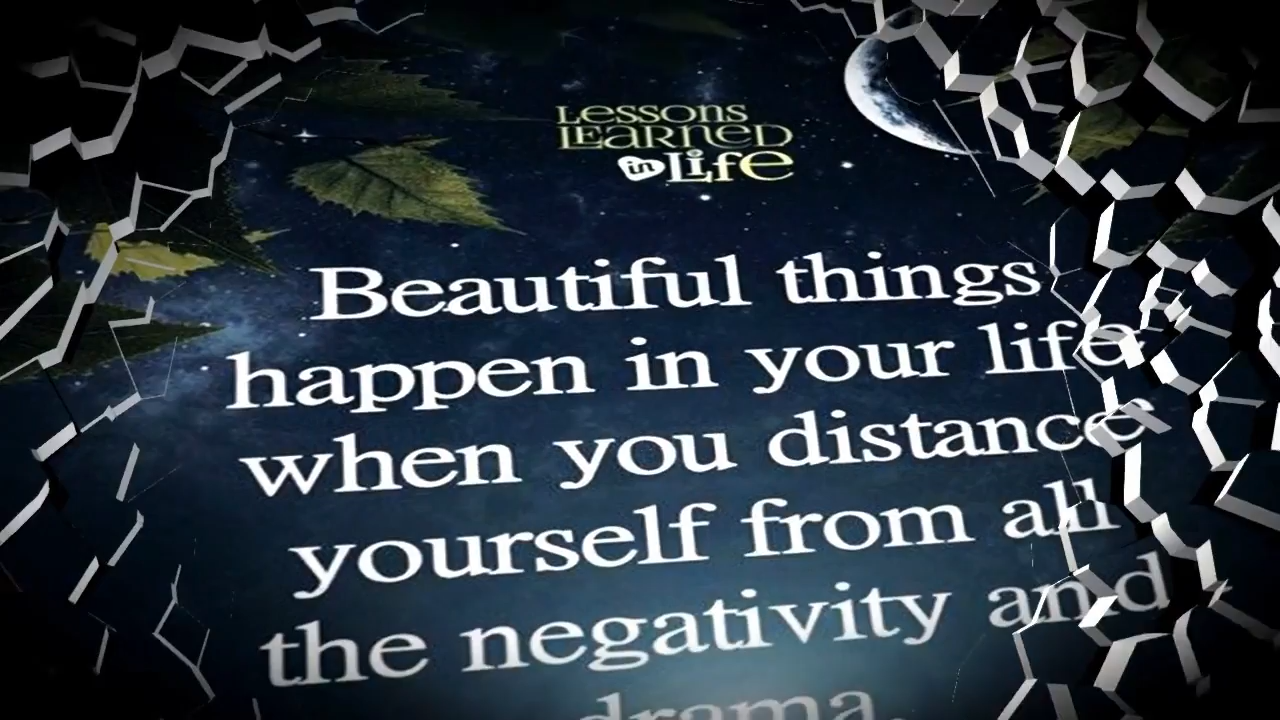 Lessons
Learned
in Life
Beautiful things
happen in your life
when you distance
yourself from all
the negativity and
drama.